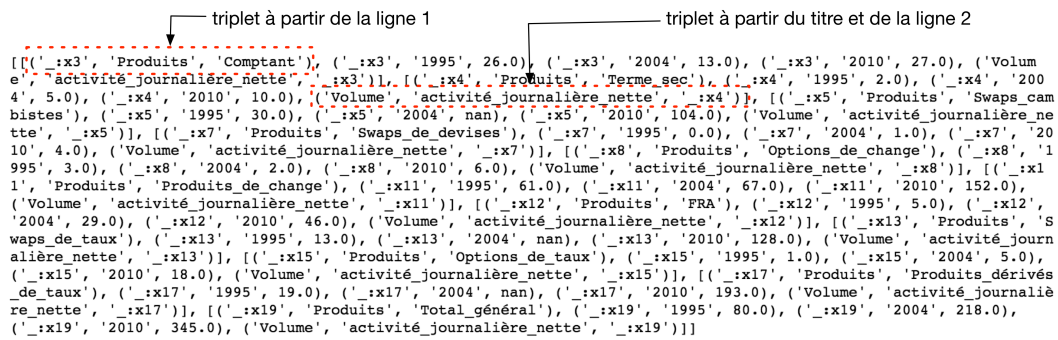 triplet à partir de la ligne 1
triplet à partir du titre et de la ligne 2
[[('_:x3', 'Produits', 'Comptant'), ('_:x3', '1995', 26.0), ('_:x3', '2004', 13.0), ('_:x3', '2010', 27.0), ('Volum
e', 'activité_journalière_nette', '_:x3')], [('_:x4', 'Produits', 'Terme_sec'), ('_:x4', '1995', 2.0), ('_:x4', '200
4', 5.0), ('_:x4', '2010', 10.0), ('Volume', 'activité_journalière_nette', '_:x4')], [('_:x5', 'Produits', 'Swaps_cam
bistes'), ('_:x5', '1995', 30.0), ('_:x5', '2004', nan), ('_:x5', '2010', 104.0), ('Volume', 'activité_journalière_ne
tte', '_:x5')], [('_:x7', 'Produits', 'Swaps_de_devises'), ('_:x7', '1995', 0.0), ('_:x7', '2004', 1.0), ('_:x7', '20
10', 4.0), ('Volume', 'activité_journalière_nette', '_:x7')], [('_:x8', 'Produits', 'Options_de_change'), ('_:x8', '1
995', 3.0), ('_:x8', '2004', 2.0), ('_:x8', '2010', 6.0), ('Volume', 'activité_journalière_nette', '_:x8')], [('_:x1
1', 'Produits', 'Produits_de_change'), ('_:x11', '1995', 61.0), ('_:x11', '2004', 67.0), ('_:x11', '2010', 152.0),
('Volume', 'activité_journalière_nette', '_:x11')], [('_:x12', 'Produits', 'FRA'), ('_:x12', '1995', 5.0), ('_:x12',
'2004', 29.0), ('_:x12', '2010', 46.0), ('Volume', 'activité_journalière_nette', '_:x12')], [('_:x13', 'Produits', 'S
waps_de_taux'), ('_:x13', '1995', 13.0), ('_:x13', '2004', nan), ('_:x13', '2010', 128.0), ('Volume', 'activité_journ
alière_nette', '_:x13')], [('_:x15', 'Produits', 'Options_de_taux'), ('_:x15', '1995', 1.0), ('_:x15', '2004', 5.0),
('_:x15', '2010', 18.0), ('Volume', 'activité_journalière_nette', '_:x15')], [('_:x17', 'Produits', 'Produits_dérivés
_de_taux'), ('_:x17', '1995', 19.0), ('_:x17', '2004', nan), ('_:x17', '2010', 193.0), ('Volume', 'activité_journaliè
re_nette', '_:x17')], [('_:x19', 'Produits', 'Total_général'), ('_:x19', '1995', 80.0), ('_:x19', '2004', 218.0),
('_:x19', '2010', 345.0), ('Volume', 'activité_journalière_nette', '_:x19')]]